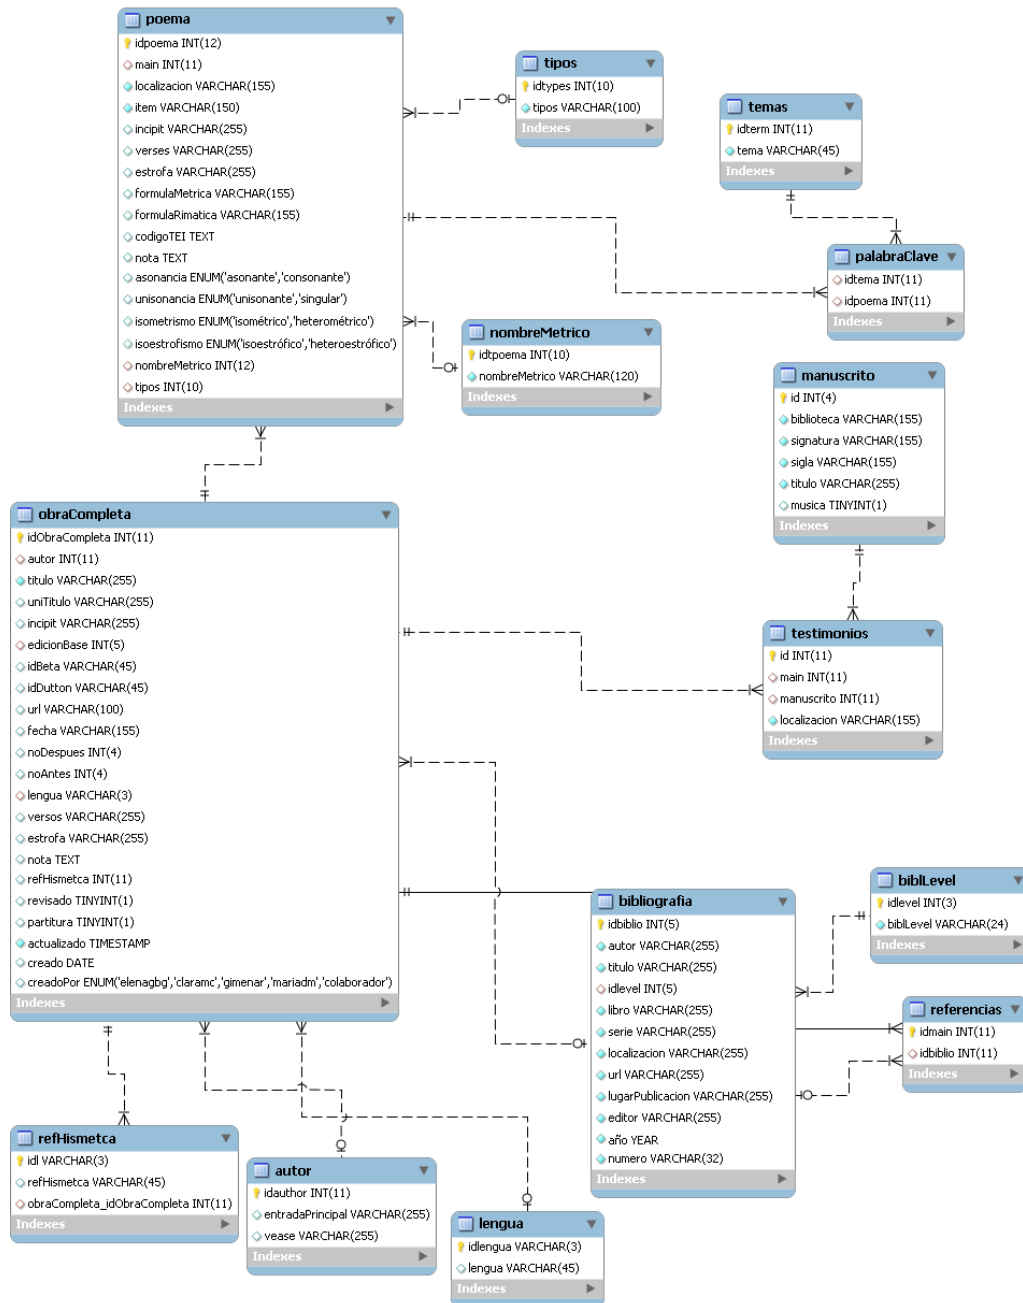 poema
idpoema INT(12)
main INT(11)
localizacion VARCHAR(155)
item VARCHAR(150)
incipit VARCHAR(255)
verses VARCHAR(255)
estrofa VARCHAR(255)
formulaMetrica VARCHAR(155)
formulaRimatica VARCHAR(155)
codigoTEI TEXT
nota TEXT
asonancia ENUM('asonante','consonante')
unisonancia ENUM('unisonante','singular')
isometrismo ENUM('isométrico','heterométrico')
isoestrofismo ENUM('isoestrófico','heteroestrófico')
nombreMetrico INT(12)
tipos INT(10)
Indexes
tipos
idtypes INT(10)
tipos VARCHAR(100)
Indexes
temas
idterm INT(11)
tema VARCHAR(45)
Indexes
palabraClave
idtema INT(11)
idpoema INT(11)
Indexes
nombreMetrico
idtpoema INT(10)
nombreMetrico VARCHAR(120)
Indexes
manuscrito
id INT(4)
biblioteca VARCHAR(155)
signatura VARCHAR(155)
sigla VARCHAR(155)
titulo VARCHAR(255)
musica TINYINT(1)
Indexes
obraCompleta
idObraCompleta INT(11)
autor INT(11)
titulo VARCHAR(255)
uniTitulo VARCHAR(255)
incipit VARCHAR(255)
edicionBase INT(5)
idBeta VARCHAR(45)
idDutton VARCHAR(45)
url VARCHAR(100)
fecha VARCHAR(155)
noDespues INT(4)
noAntes INT(4)
lengua VARCHAR(3)
versos VARCHAR(255)
estrofa VARCHAR(255)
nota TEXT
refHismetca INT(11)
revisado TINYINT(1)
partitura TINYINT(1)
actualizado TIMESTAMP
creado DATE
creadoPor ENUM('elenagbg','claramc','gimenar','mariadm','colaborador')
Indexes
testimonios
id INT(11)
main INT(11)
manuscrito INT(11)
localizacion VARCHAR(155)
Indexes
bibliografia
idbiblio INT(5)
autor VARCHAR(255)
titulo VARCHAR(255)
idlevel INT(5)
libro VARCHAR(255)
serie VARCHAR(255)
localizacion VARCHAR(255)
url VARCHAR(255)
lugarPublicacion VARCHAR(255)
editor VARCHAR(255)
año YEAR
numero VARCHAR(32)
Indexes
biblLevel
idlevel INT(3)
biblLevel VARCHAR(24)
Indexes
referencias
idmain INT(11)
idbiblio INT(11)
Indexes
refHismetca
idl VARCHAR(3)
refHismetca VARCHAR(45)
obraCompleta_idObraCompleta INT(11)
Indexes
autor
idauthor INT(11)
entradaPrincipal VARCHAR(255)
vease VARCHAR(255)
Indexes
lengua
idlengua VARCHAR(3)
lengua VARCHAR(45)
Indexes